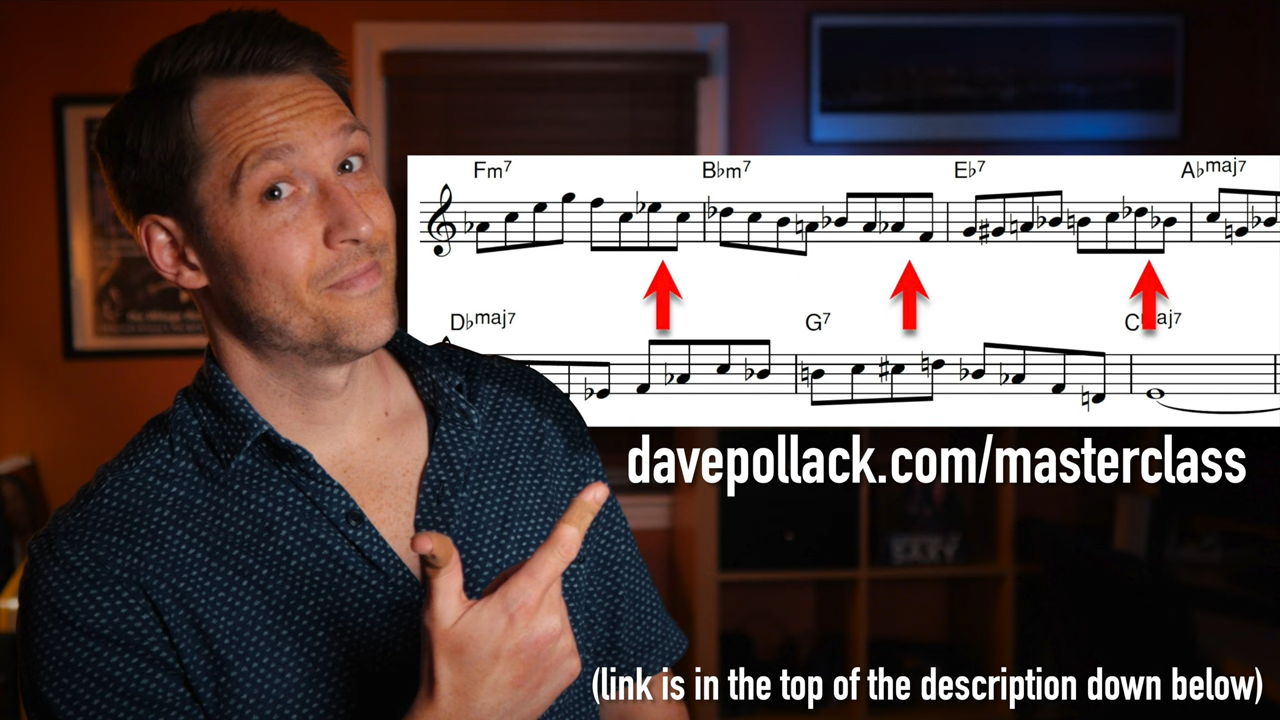 Fm7
B♭m7
E♭7
A♭maj7
D♭maj7
G7
davepollack.com/masterclass
SAXY
(link is in the top of the description down below)